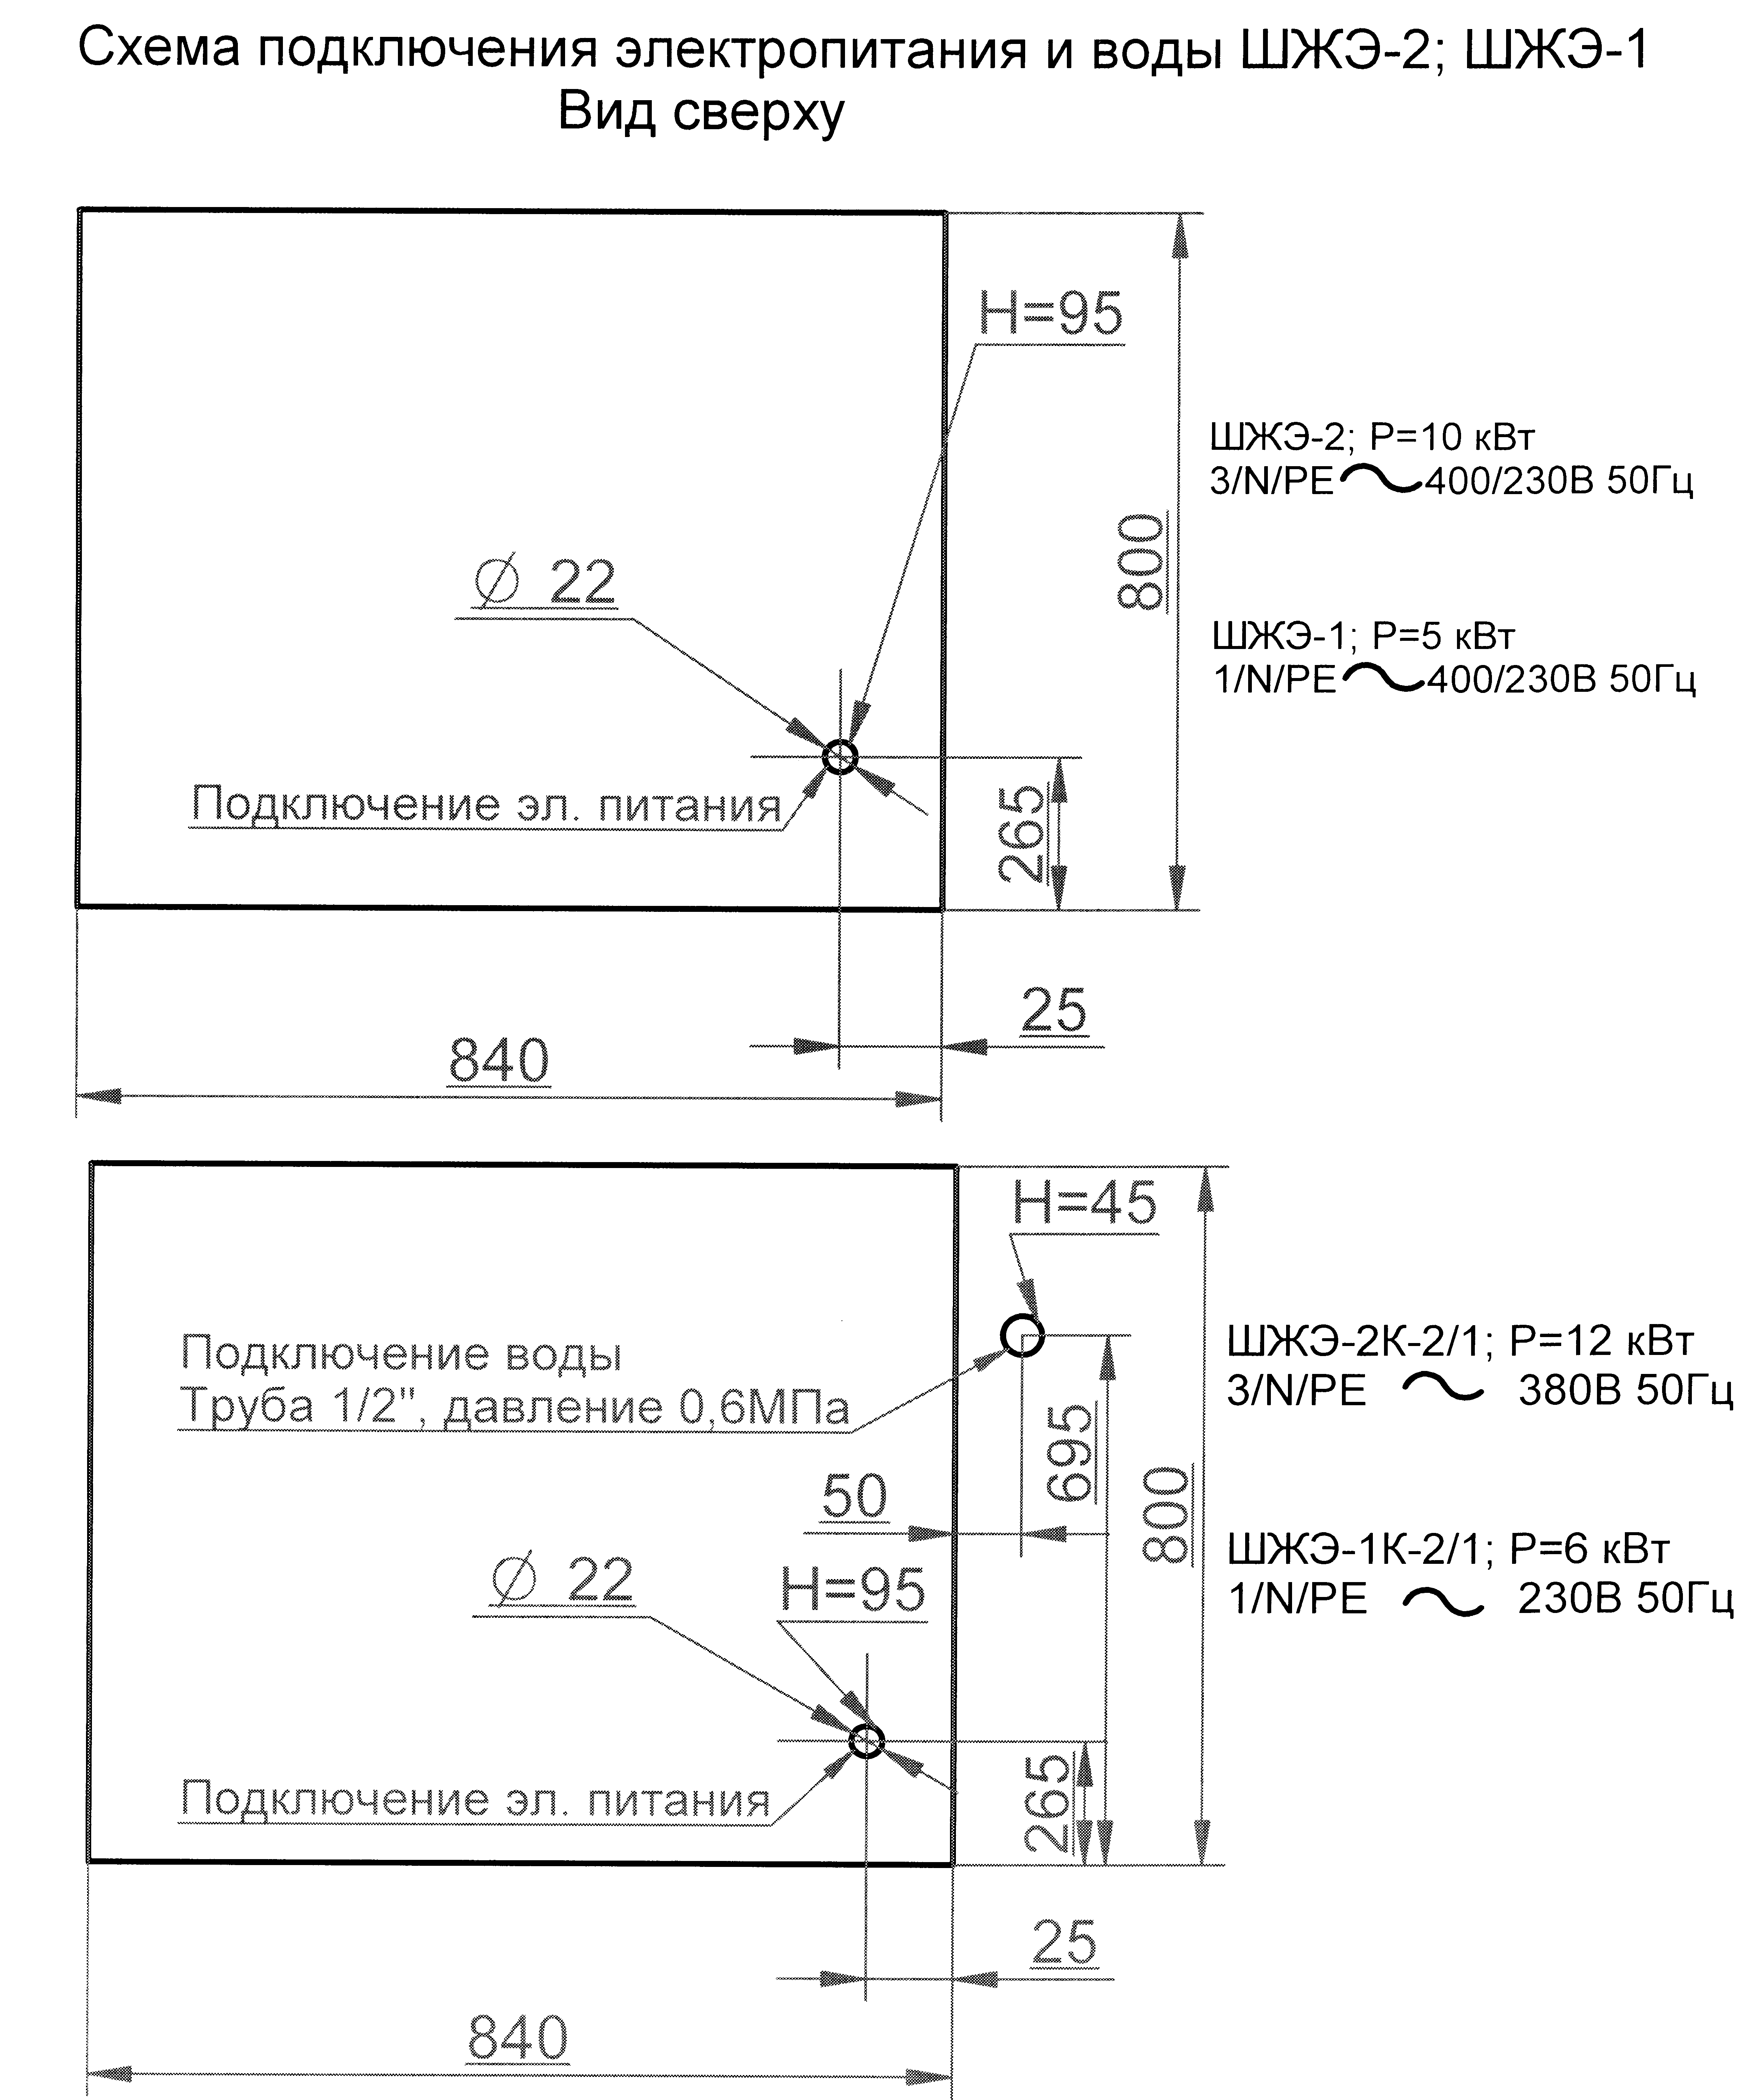 Схема подключения электропитания и воды ШЖЭ-2; ШЖЭ-1
Вид сверху
H=95
ШЖЭ-2; P=10 кВт
3/N/PE 400/230В 50Гц
800
Ø 22
ШЖЭ-1; P=5 кВт
1/N/PE 400/230В 50Гц
Подключение эл. питания
265
25
840
H=45
Подключение воды
Труба 1/2", давление 0,6МПа
ШЖЭ-2К-2/1; P=12 кВт
3/N/PE ~ 380В 50Гц
695
50
800
ШЖЭ-1К-2/1; P=6 кВт
1/N/PE ~ 230В 50Гц
Ø 22
H=95
Подключение эл. питания
265
25
840